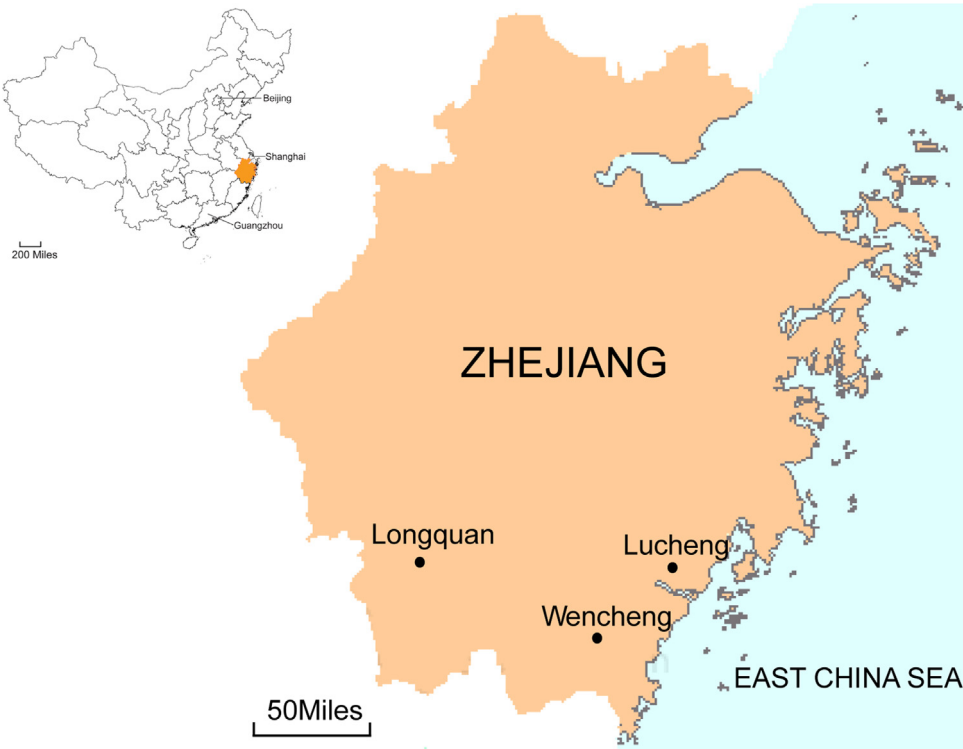 Beijing
Shanghai
Guangzhou
200 Miles
ZHEJIANG
Longquan
Lucheng
Wencheng
EAST CHINA SEA
50Miles